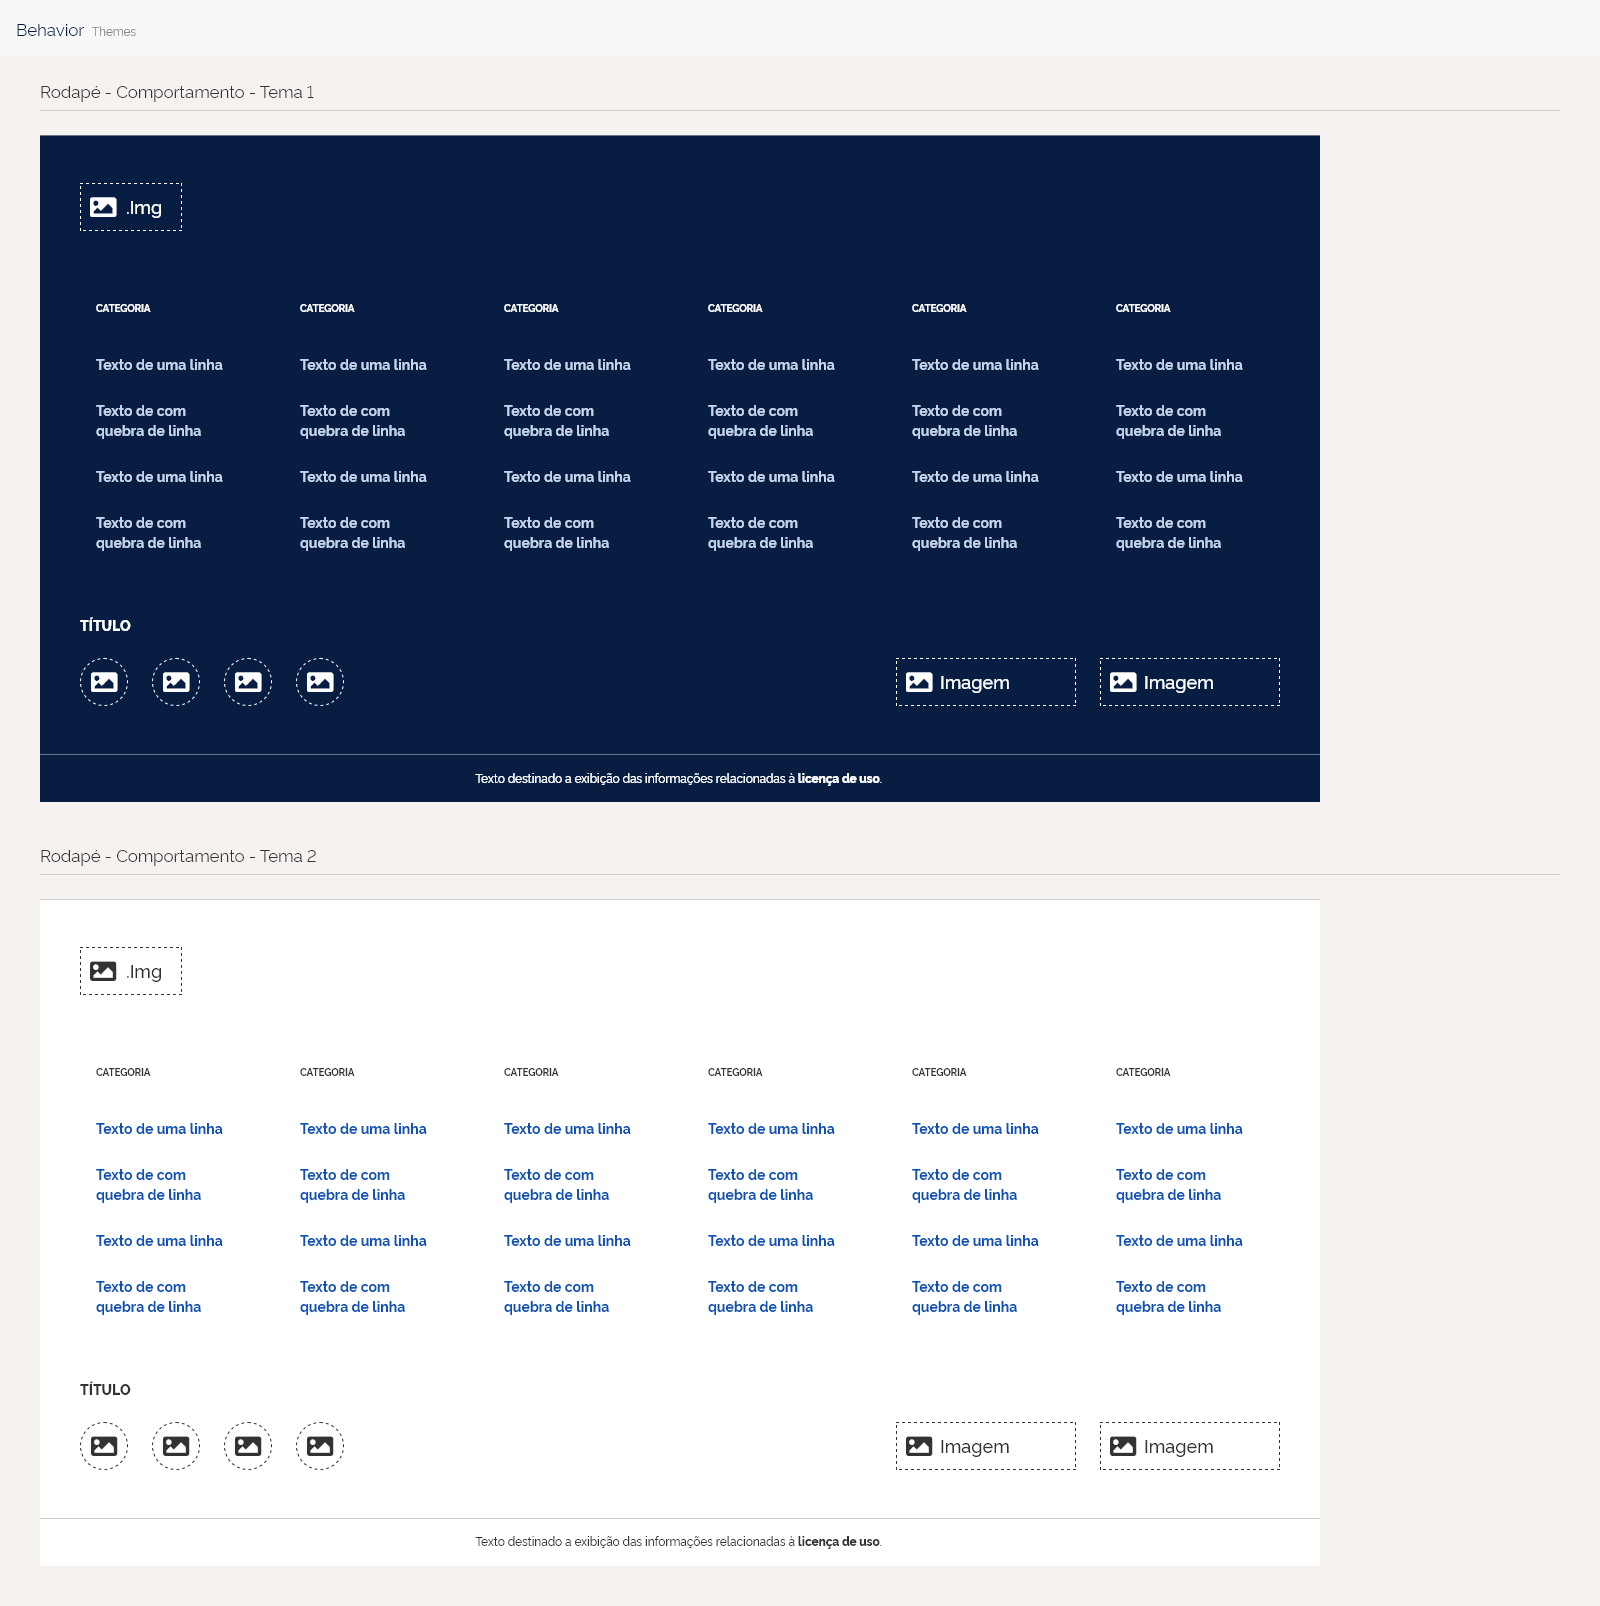 Behavior Themes
Rodapé - Comportamento - Tema 1
.Img
CATEGORIA CATEGORIA CATEGORIA CATEGORIA CATEGORIA CATEGORIA
Texto de uma linha Texto de uma linha Texto de uma linha Texto de uma linha Texto de uma linha Texto de uma linha
Texto de com Texto de com Texto de com Texto de com Texto de com Texto de com
quebra de linha quebra de linha quebra de linha quebra de linha quebra de linha quebra de linha
Texto de uma linha Texto de uma linha Texto de uma linha Texto de uma linha Texto de uma linha Texto de uma linha
Texto de com Texto de com Texto de com Texto de com Texto de com Texto de com
quebra de linha quebra de linha quebra de linha quebra de linha quebra de linha quebra de linha
TÍTULO
Imagem Imagem
Texto destinado a exibição das informações relacionadas à licença de uso.
Rodapé - Comportamento - Tema 2
.Img
CATEGORIA CATEGORIA CATEGORIA CATEGORIA CATEGORIA CATEGORIA
Texto de uma linha Texto de uma linha Texto de uma linha Texto de uma linha Texto de uma linha Texto de uma linha
Texto de com Texto de com Texto de com Texto de com Texto de com Texto de com
quebra de linha quebra de linha quebra de linha quebra de linha quebra de linha quebra de linha
Texto de uma linha Texto de uma linha Texto de uma linha Texto de uma linha Texto de uma linha Texto de uma linha
Texto de com Texto de com Texto de com Texto de com Texto de com Texto de com
quebra de linha quebra de linha quebra de linha quebra de linha quebra de linha quebra de linha
TÍTULO
Imagem Imagem
Texto destinado a exibição das informações relacionadas à licença de uso.